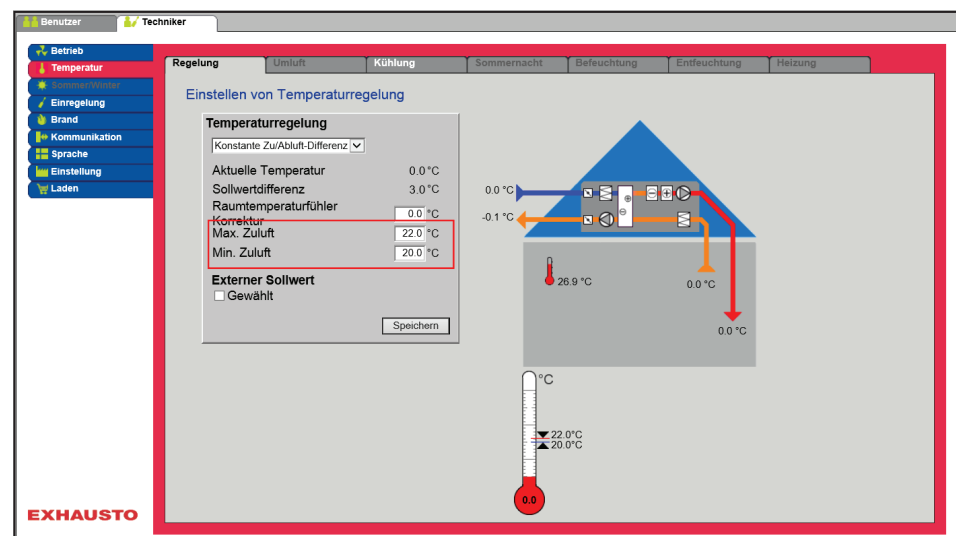 Benutzer Techniker
Betrieb
Temperatur
Sommer/Winter
Einregelung
Brand
Kommunikation
Sprache
Einstellung
Laden
Regelung Umluft Kühlung Sommernacht Befeuchtung Entfeuchtung Heizung
Einstellen von Temperaturregelung
Temperaturregelung
Konstante Zu/Abluft-Differenz
Aktuelle Temperatur 0.0 °C
Sollwertdifferenz 3.0 °C
Raumtemperaturfühler
Korrektur 0.0 °C
Max. Zuluft 22.0 °C
Min. Zuluft 20.0 °C
Externer Sollwert
Gewählt
Speichern
0.0 °C
-0.1 °C
26.9 °C
0.0 °C
0.0 °C
°C
22.0°C
20.0°C
0.0
EXHAUSTO